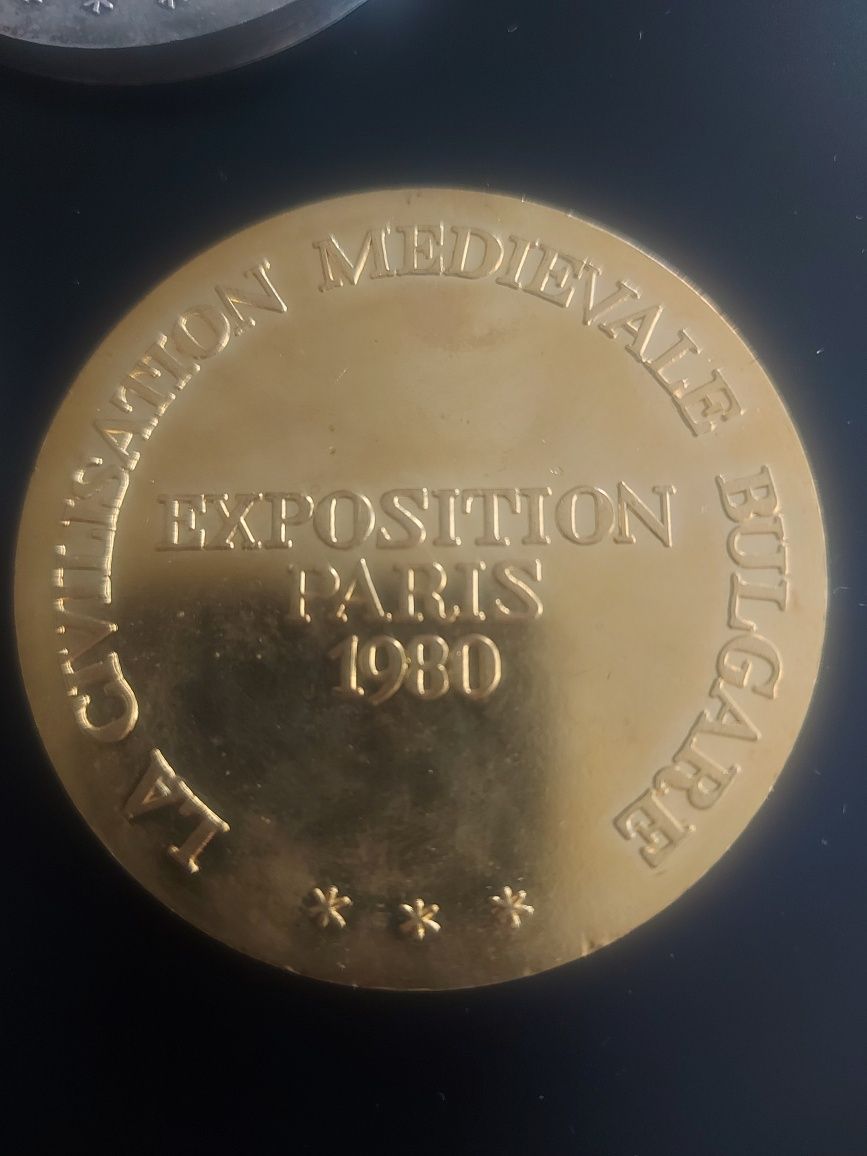 LA CIVILISATION MEDIEVALE BULGARE
EXPOSITION
PARIS
1980
* * *